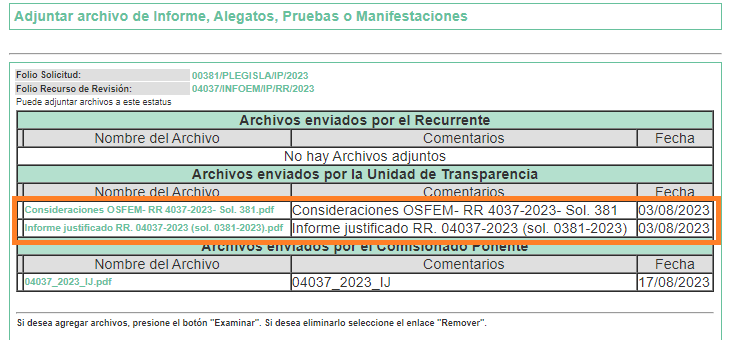 Adjuntar archivo de Informe, Alegatos, Pruebas o Manifestaciones
Folio Solicitud: 00381/PLEGISLA/IP/2023
Folio Recurso de Revisión: 04037/INFOEM/IP/RR/2023
Puede adjuntar archivos a este estatus
Archivos enviados por el Recurrente
Nombre del Archivo Comentarios Fecha
No hay Archivos adjuntos
Archivos enviados por la Unidad de Transparencia
Nombre del Archivo Comentarios Fecha
Consideraciones OSFEM- RR 4037-2023- Sol. 381.pdf Consideraciones OSFEM- RR 4037-2023- Sol. 381 03/08/2023
Informe justificado RR. 04037-2023 (sol. 0381-2023).pdf Informe justificado RR. 04037-2023 (sol. 0381-2023) 03/08/2023
Archivos enviados por el Comisionado Ponente
Nombre del Archivo Comentarios Fecha
04037_2023_IJ.pdf 04037_2023_IJ 17/08/2023
Si desea agregar archivos, presione el botón "Examinar". Si desea eliminarlo seleccione el enlace "Remover".